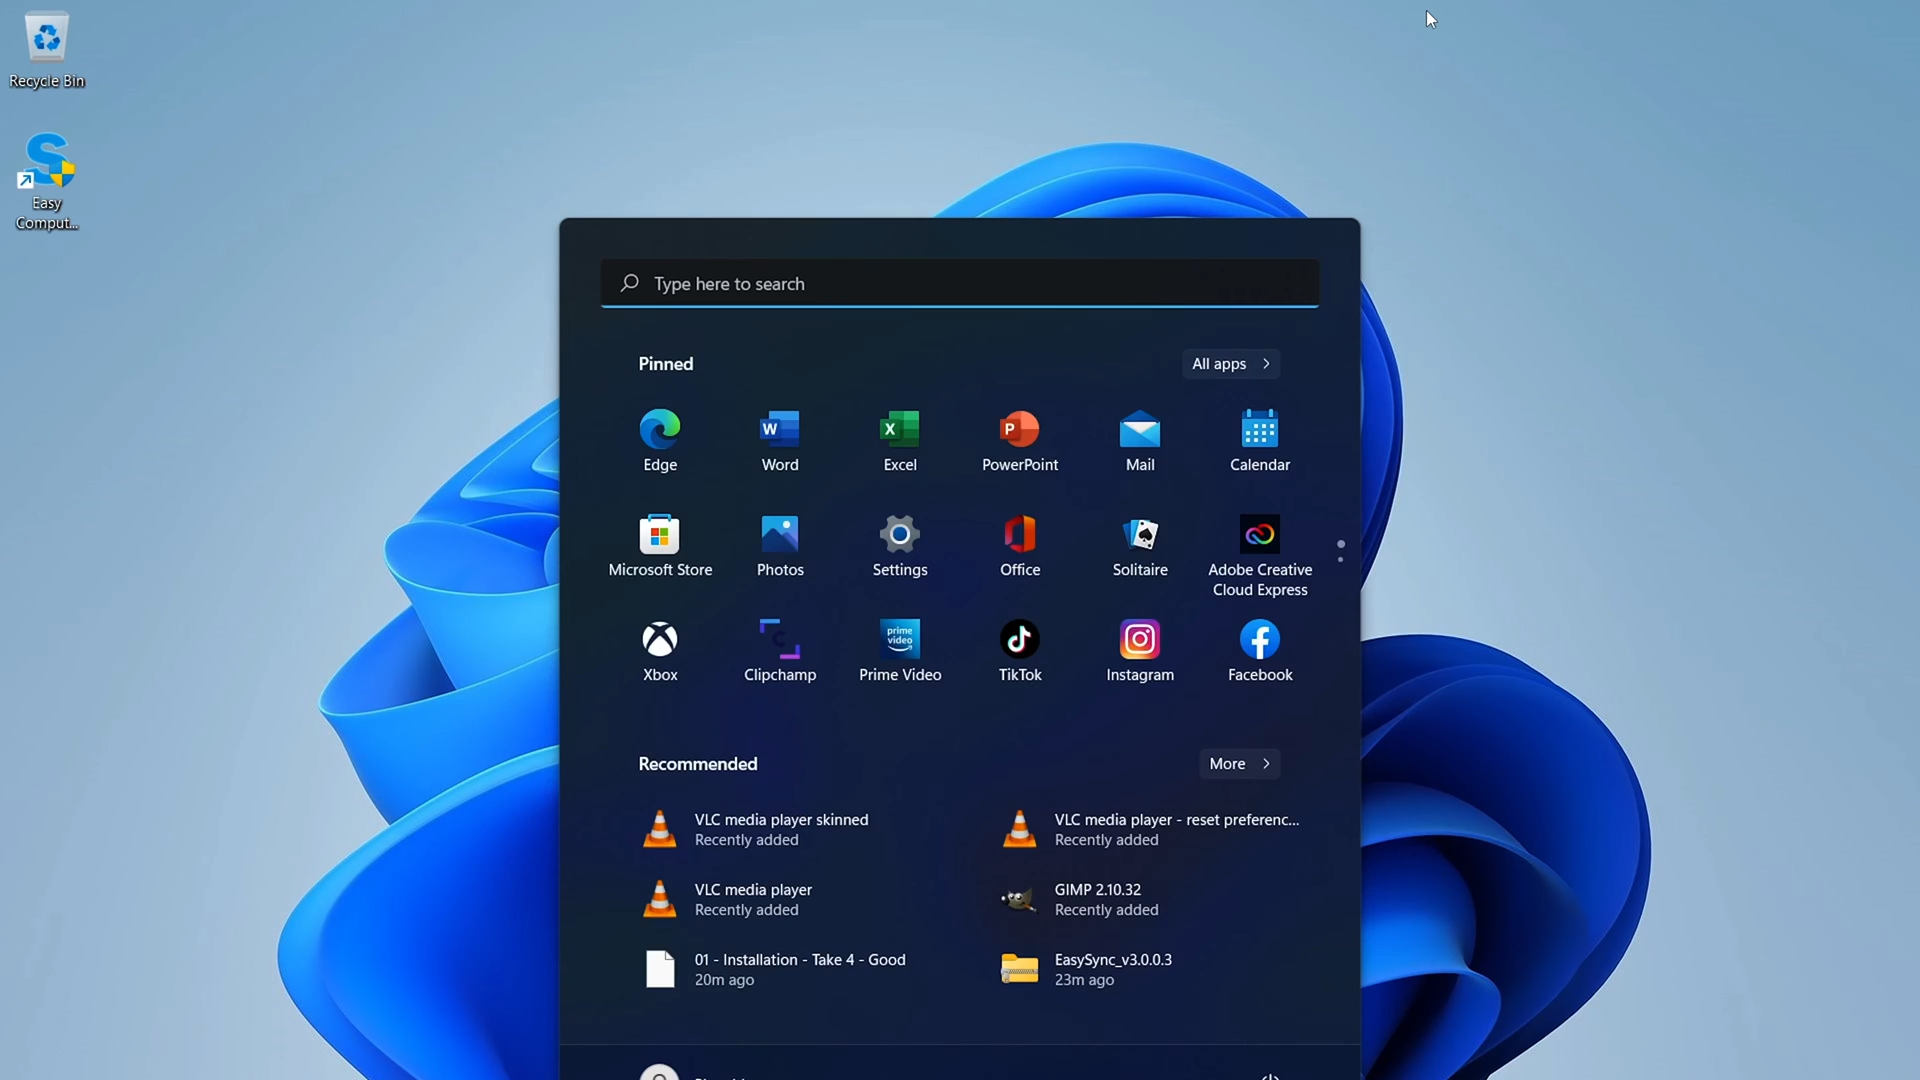 Recycle Bin
Easy
Comput...
Type here to search
Pinned
All apps
Edge
Word
Excel
PowerPoint
Mail
Calendar
Microsoft Store
Photos
Settings
Office
Solitaire
Adobe Creative
Cloud Express
Xbox
Clipchamp
prime
video
Prime Video
TikTok
Instagram
Facebook
Recommended
More
VLC media player skinned
Recently added
VLC media player - reset preferenc...
Recently added
VLC media player
Recently added
GIMP 2.10.32
Recently added
01 - Installation - Take 4 - Good
20m ago
EasySync_v3.0.0.3
23m ago